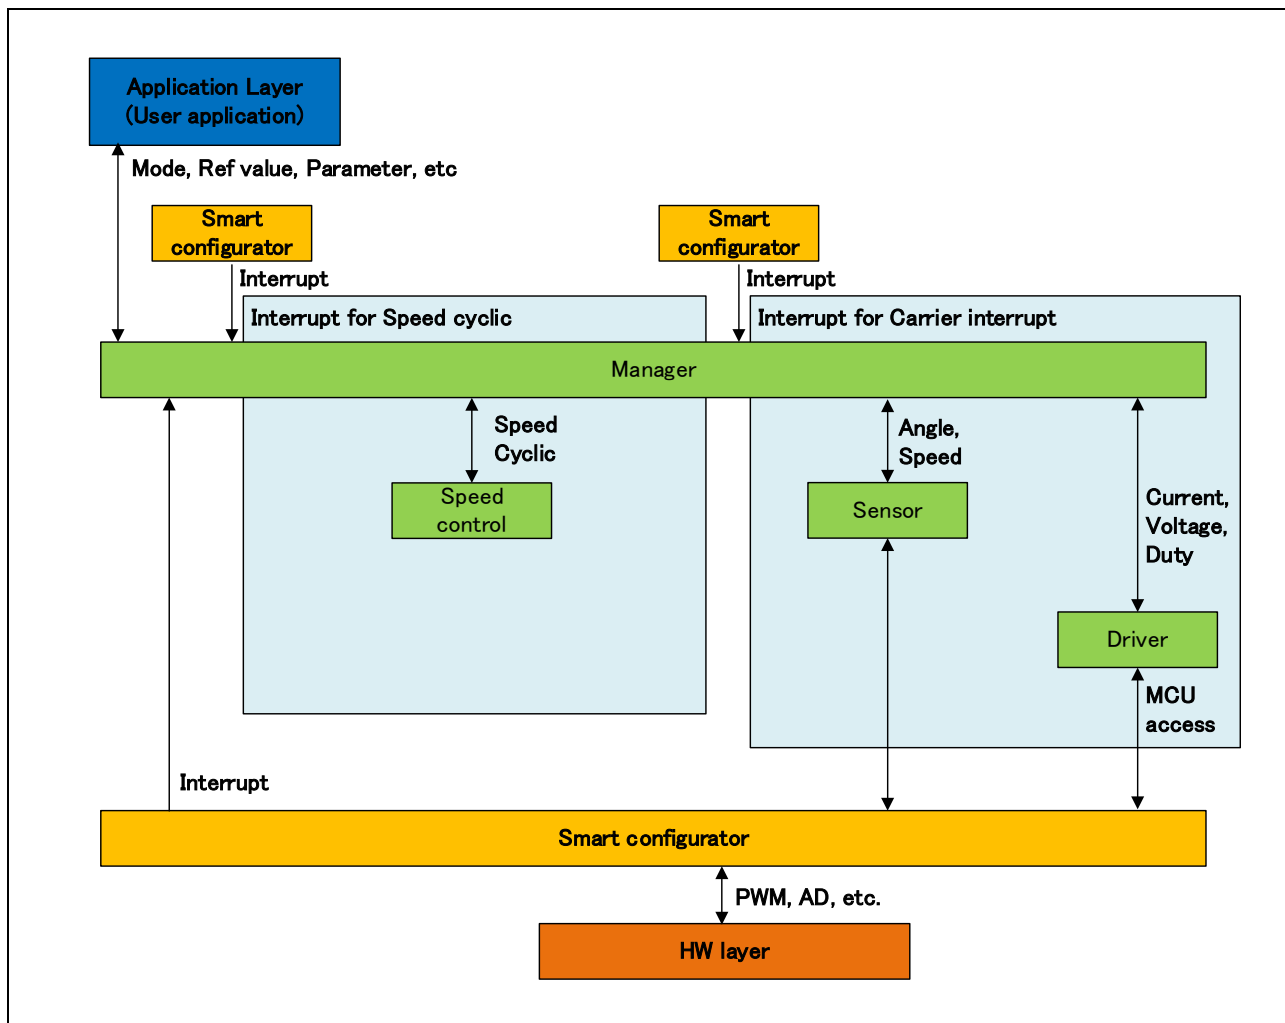 Application Layer
(User application)
Mode, Ref value, Parameter, etc
Smart
configurator
Smart
configurator
Interrupt
Interrupt
Interrupt for Speed cyclic
Interrupt for Carrier interrupt
Manager
Speed
Cyclic
Angle,
Speed
Speed
control
Sensor
Current,
Voltage,
Duty
Driver
MCU
access
Interrupt
Smart configurator
PWM, AD, etc.
HW layer